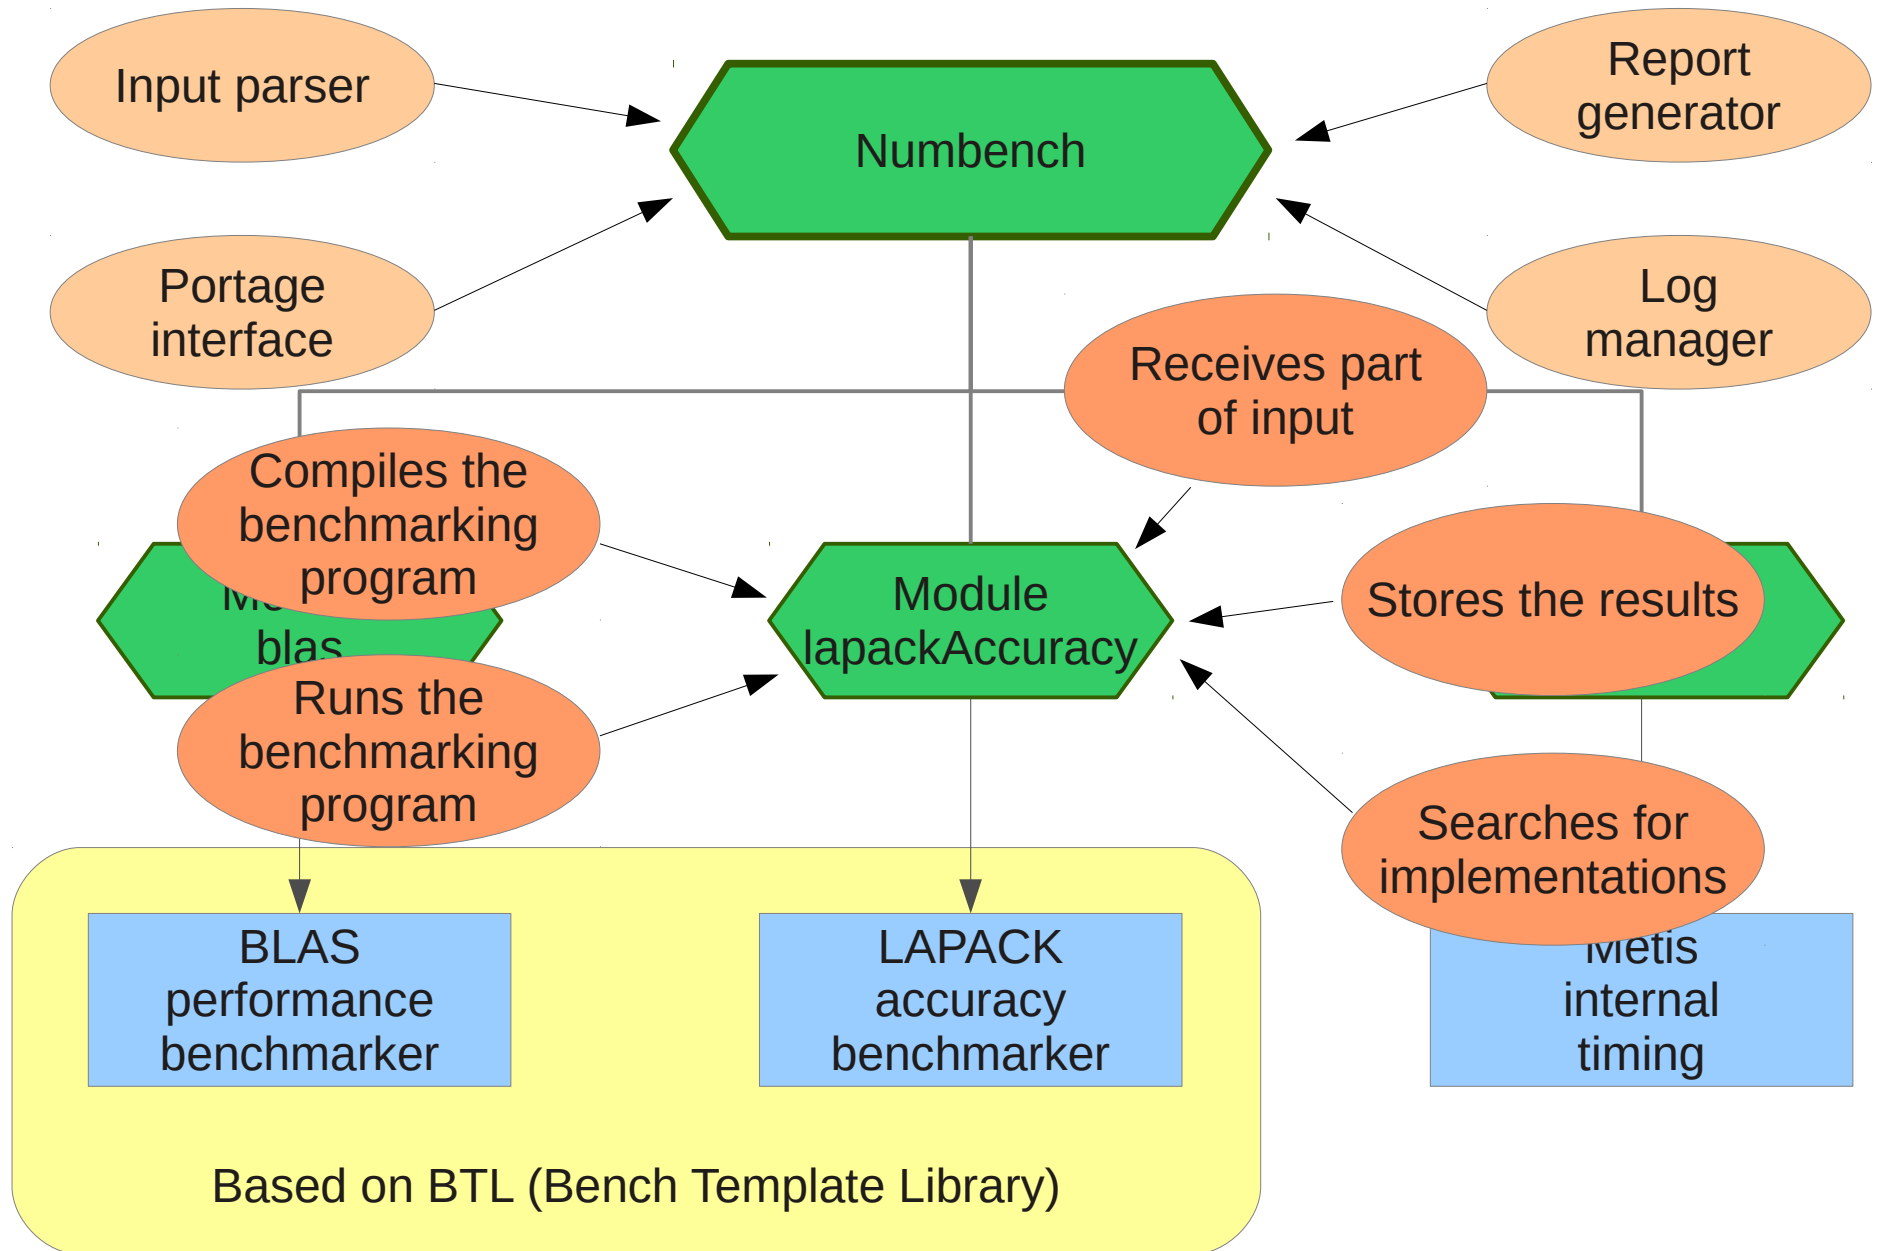 Input parser
Numbench
Report
generator
Portage
interface
Log
manager
Receives part
of input
Compiles the
benchmarking
program
Module
lapackAccuracy
Stores the results
blas
Runs the
benchmarking
program
Searches for
implementations
BLAS
performance
benchmarker
LAPACK
accuracy
benchmarker
Metis
internal
timing
Based on BTL (Bench Template Library)